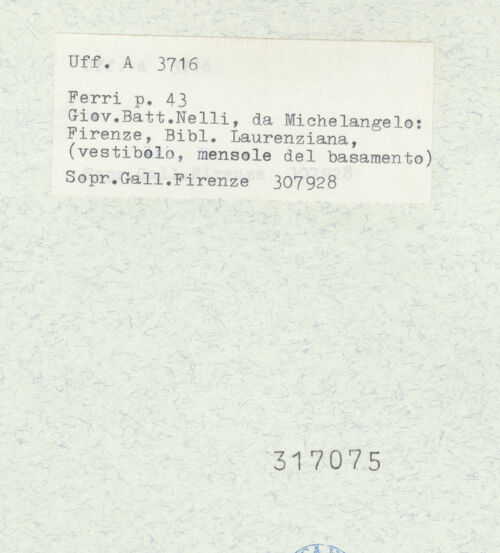 Uff. A 3716
Ferri p. 43
Giov.Batt.Nelli, da Michelangelo:
Firenze, Bibl. Laurenziana,
(vestibolo, mensole del basamento)
Sopr.Gall.Firenze 307928
317075